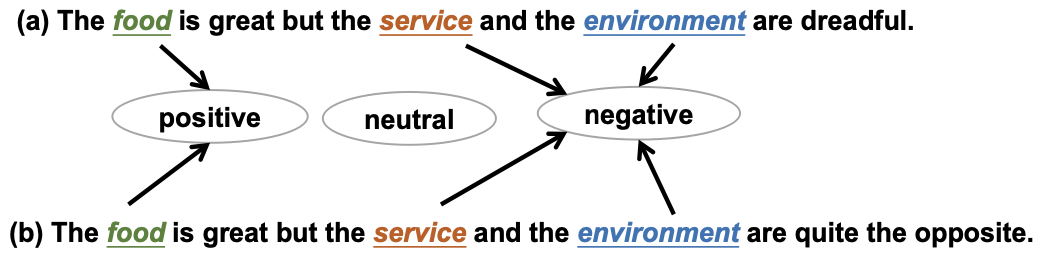 (a) The food is great but the service and the environment are dreadful.
positive neutral negative
(b) The food is great but the service and the environment are quite the opposite.